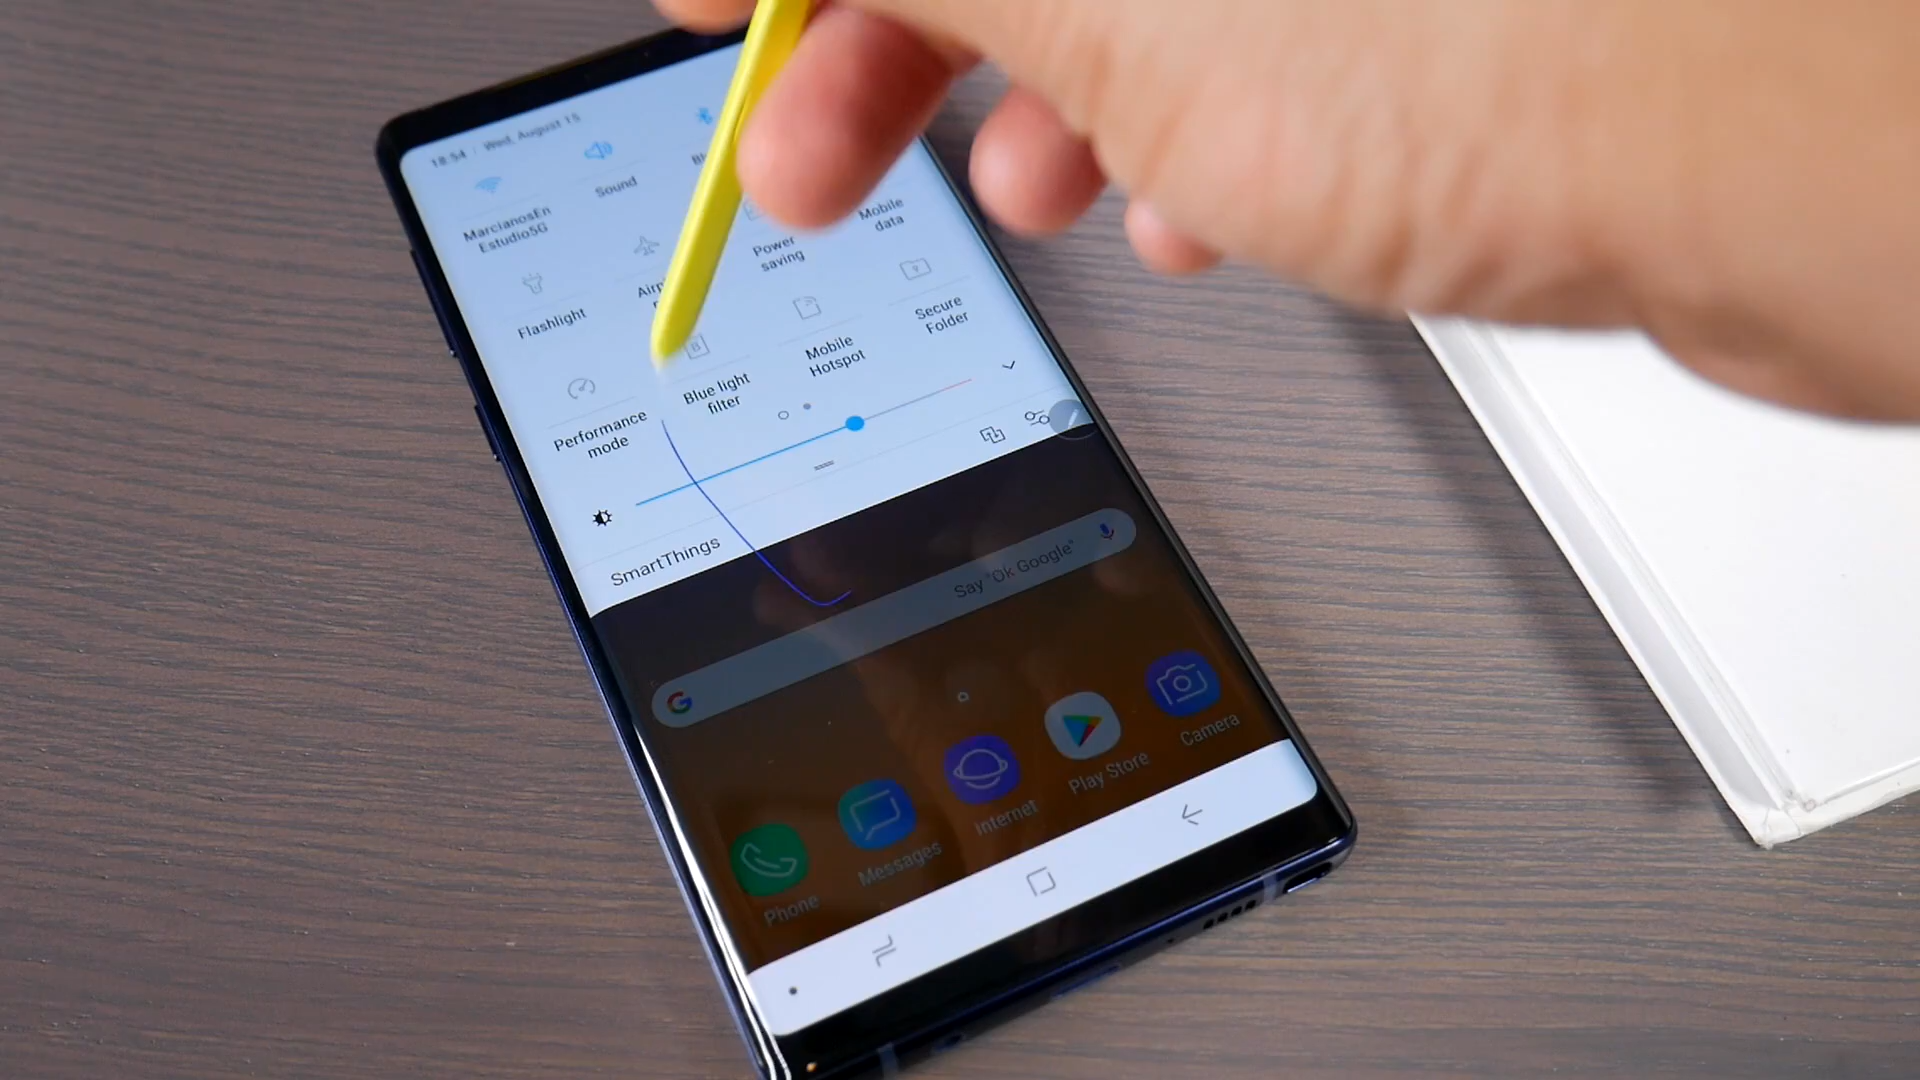 18:54 | Wed, August 15
MarcianosEn
Estudio5G
Sound
Flashlight
Power
saving
Mobile
data
Performance
mode
Blue light
filter
Mobile
Hotspot
Secure
Folder
SmartThings
G
Say "Ok Google"
Phone
Messages
Internet
Play Store
Camera